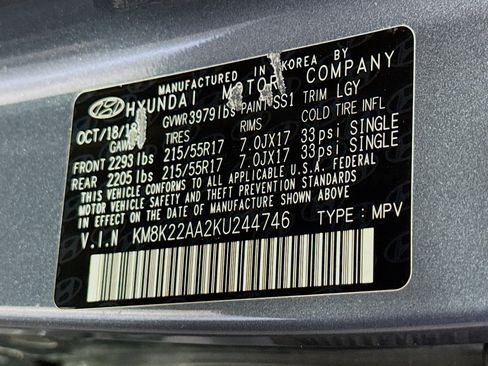 MANUFACTURED IN KOREA BY
HYUNDAI MOTOR COMPANY
OCT/18/ GVWR 3979lbs PAINT SS1 TRIM LGY
TIRES RIMS COLD TIRE INFL
FRONT 2293 lbs 215/55R17 7.0JX17 33psi SINGLE
REAR 2205 lbs 215/55R17 7.0JX17 33psi SINGLE
THIS VEHICLE CONFORMS TO ALL APPLICABLE U.S.A. FEDERAL
MOTOR VEHICLE SAFETY AND THEFT PREVENTION STANDARDS
IN EFFECT ON THE DATE OF MANUFACTURE SHOWN ABOVE
V.I.N KM8K22AA2KU244746 TYPE : MPV